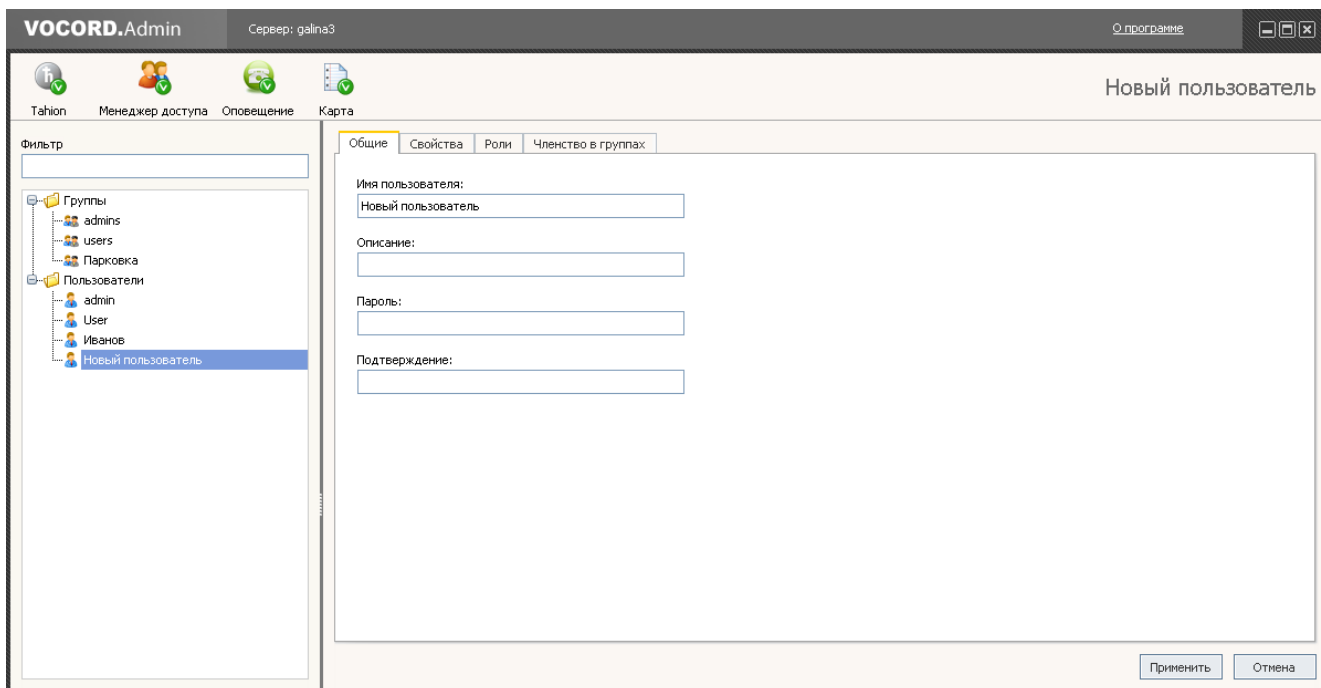 VOCORD.Admin
Сервер: galina3
О программе
Tahion
Менеджер доступа
Оповещение
Карта
Новый пользователь
Фильтр
Группы
admins
users
Парковка
Пользователи
admin
User
Иванов
Новый пользователь
Общие
Свойства
Роли
Членство в группах
Имя пользователя:
Новый пользователь
Описание:
Пароль:
Подтверждение:
Применить
Отмена